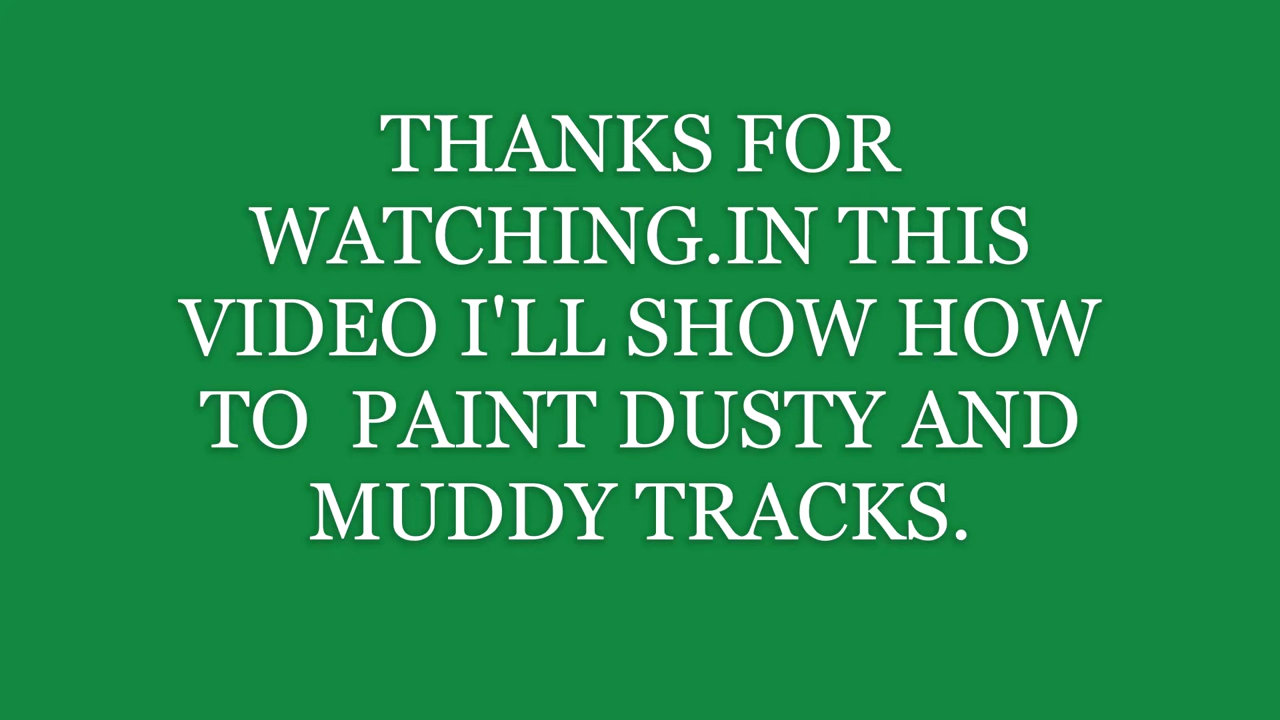 THANKS FOR
WATCHING.IN THIS
VIDEO I'LL SHOW HOW
TO  PAINT DUSTY AND
MUDDY TRACKS.